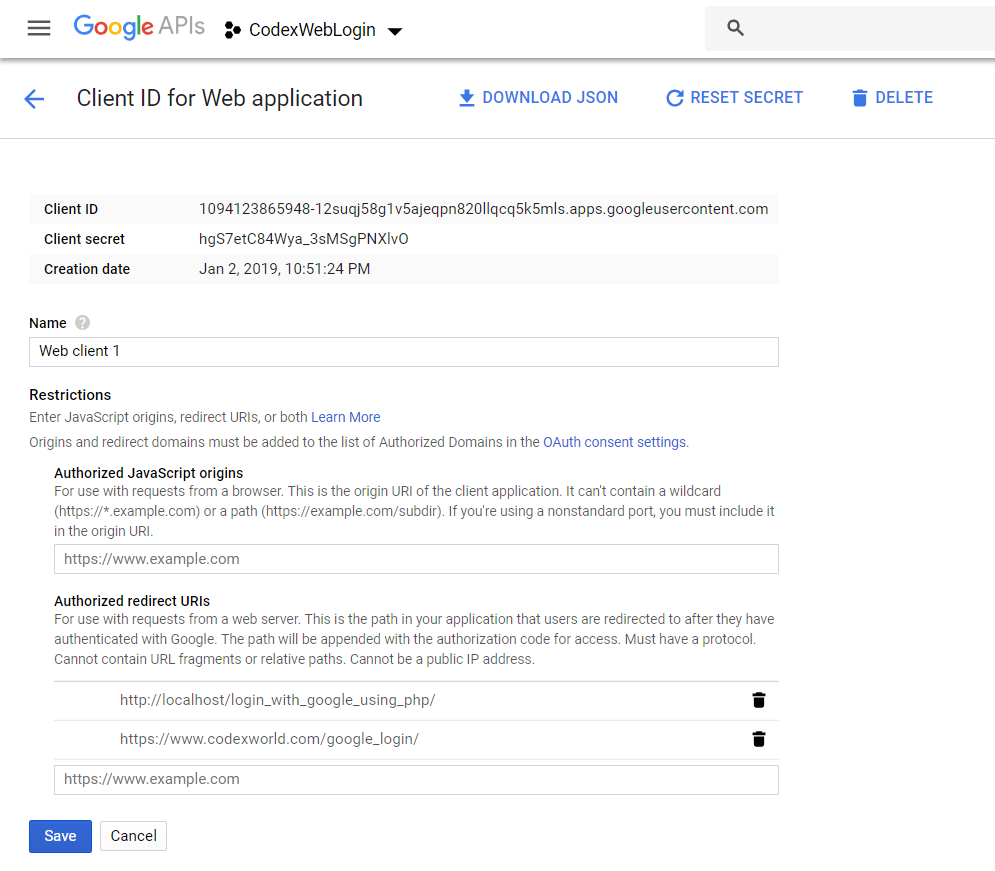 Google APIs CodexWebLogin
Client ID for Web application DOWNLOAD JSON RESET SECRET DELETE
Client ID 1094123865948-12suqj58g1v5ajeqpn820llqcq5k5mls.apps.googleusercontent.com
Client secret hgS7etC84Wya_3sMSgPNXlvO
Creation date Jan 2, 2019, 10:51:24 PM
Name ?
Web client 1
Restrictions
Enter JavaScript origins, redirect URIs, or both Learn More
Origins and redirect domains must be added to the list of Authorized Domains in the OAuth consent settings.
Authorized JavaScript origins
For use with requests from a browser. This is the origin URI of the client application. It can't contain a wildcard
(https://*.example.com) or a path (https://example.com/subdir). If you're using a nonstandard port, you must include it
in the origin URI.
https://www.example.com
Authorized redirect URIs
For use with requests from a web server. This is the path in your application that users are redirected to after they have
authenticated with Google. The path will be appended with the authorization code for access. Must have a protocol.
Cannot contain URL fragments or relative paths. Cannot be a public IP address.
http://localhost/login_with_google_using_php/
https://www.codexworld.com/google_login/
https://www.example.com
Save Cancel